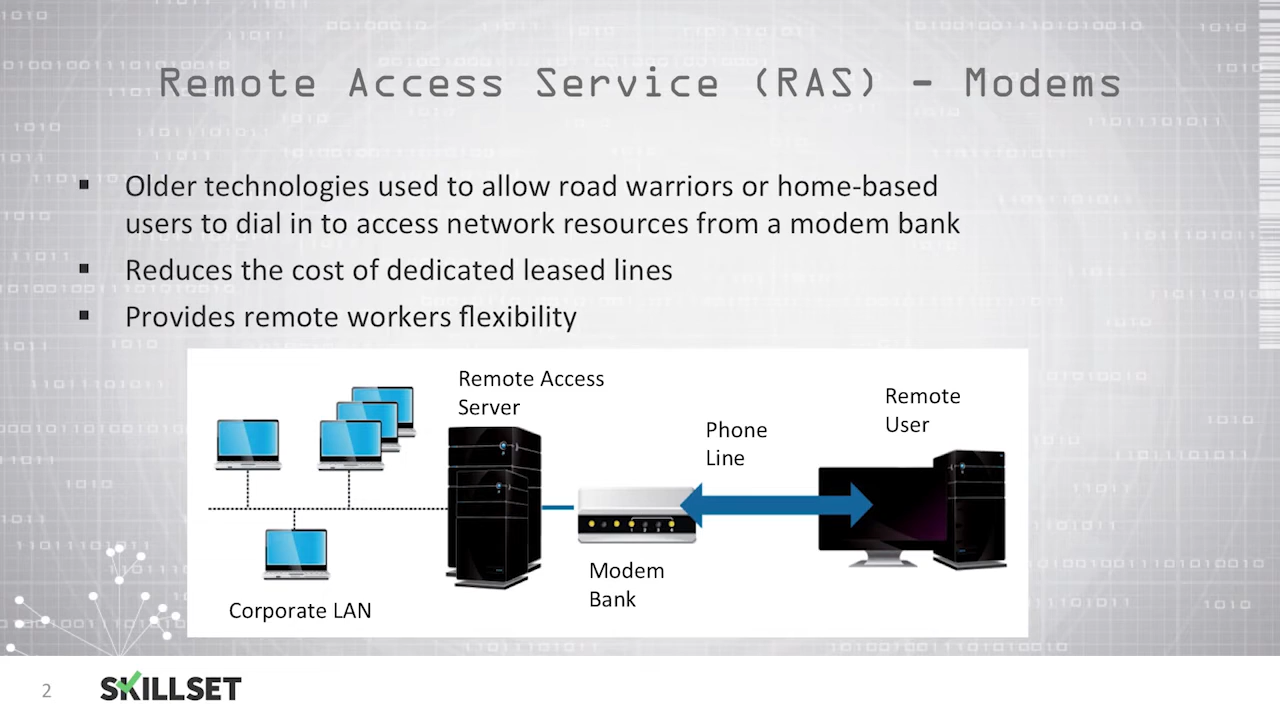 Remote Access Service (RAS) – Modems
▪ Older technologies used to allow road warriors or home-based
users to dial in to access network resources from a modem bank
▪ Reduces the cost of dedicated leased lines
▪ Provides remote workers flexibility
Remote Access
Server
Remote
User
Phone
Line
Modem
Bank
Corporate LAN
2
SKILLSET